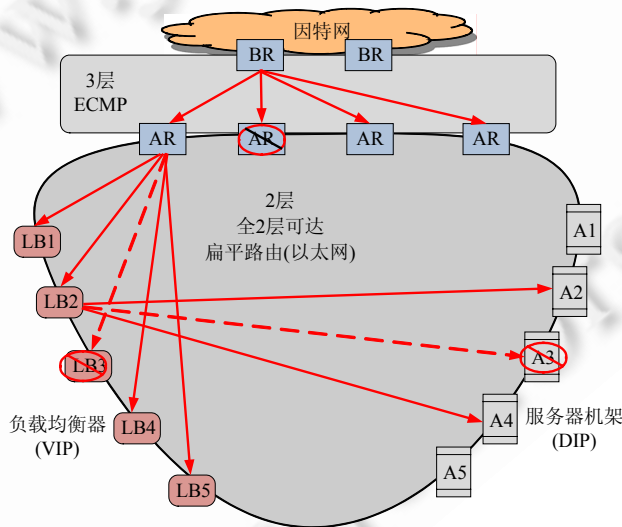 因特网
BR
BR
3层
ECMP
AR
AR
AR
AR
2层
全2层可达
扁平路由(以太网)
LB1
LB2
LB3
LB4
LB5
A1
A2
A3
A4
A5
负载均衡器
(VIP)
服务器机架
(DIP)